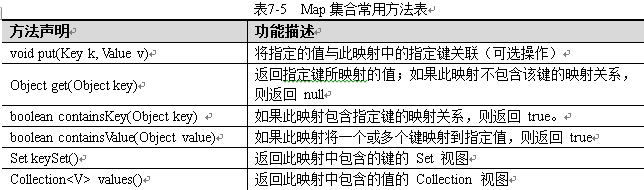 表7-5 Map 集合常用方法表
方法声明 功能描述
void put(Key k, Value v) 将指定的值与此映射中的指定键关联（可选操作）
Object get(Object key) 返回指定键所映射的值；如果此映射不包含该键的映射关系，
则返回 null
boolean containsKey(Object key) 如果此映射包含指定键的映射关系，则返回 true。
boolean containsValue(Object value) 如果此映射将一个或多个键映射到指定值，则返回 true
Set keySet() 返回此映射中包含的键的 Set 视图
Collection<V> values() 返回此映射中包含的值的 Collection 视图